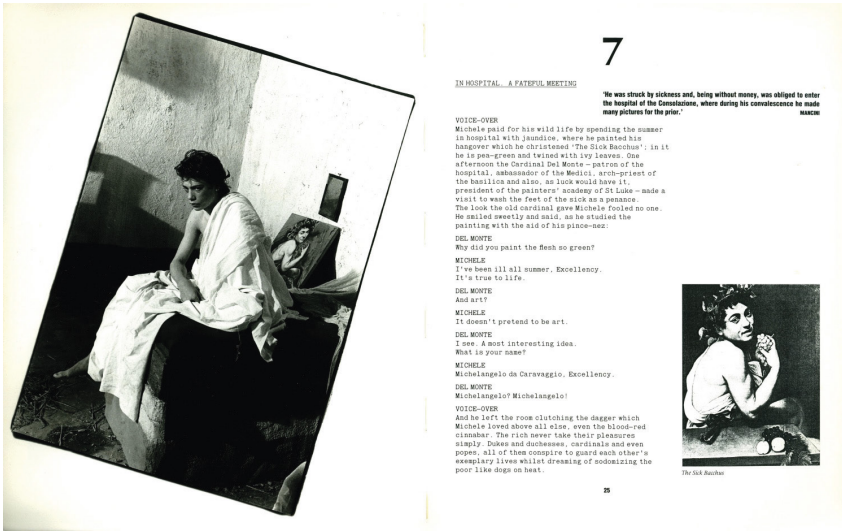 7
IN HOSPITAL. A FATEFUL MEETING
'He was struck by sickness and, being without money, was obliged to enter
the hospital of the Consolazione, where during his convalescence he made
many pictures for the prior.' MANCINI
VOICE—OVER
Michele paid for his wild life by spending the summer
in hospital with jaundice, where he painted his
hangover which he christened 'The Sick Bacchus'; in it
he is pea-green and twined with ivy leaves. One
afternoon the Cardinal Del Monte — patron of the
hospital, ambassador of the Medici, arch-priest of
the basilica and also, as luck would have it,
president of the painters' academy of St Luke — made a
visit to wash the feet of the sick as a penance.
The look the old cardinal gave Michele fooled no one.
He smiled sweetly and said, as he studied the
painting with the aid of his pince-nez:
DEL MONTE
Why did you paint the flesh so green?
MICHELE
I've been ill all summer, Excellency.
It's true to life.
DEL MONTE
And art?
MICHELE
It doesn't pretend to be art.
DEL MONTE
I see. A most interesting idea.
What is your name?
MICHELE
Michelangelo da Caravaggio, Excellency.
DEL MONTE
Michelangelo? Michelangelo!
VOICE—OVER
And he left the room clutching the dagger which
Michele loved above all else, even the blood-red
cinnabar. The rich never take their pleasures
simply. Dukes and duchesses, cardinals and even
popes, all of them conspire to guard each other's
exemplary lives whilst dreaming of sodomizing the
poor like dogs on heat.
The Sick Bacchus
25